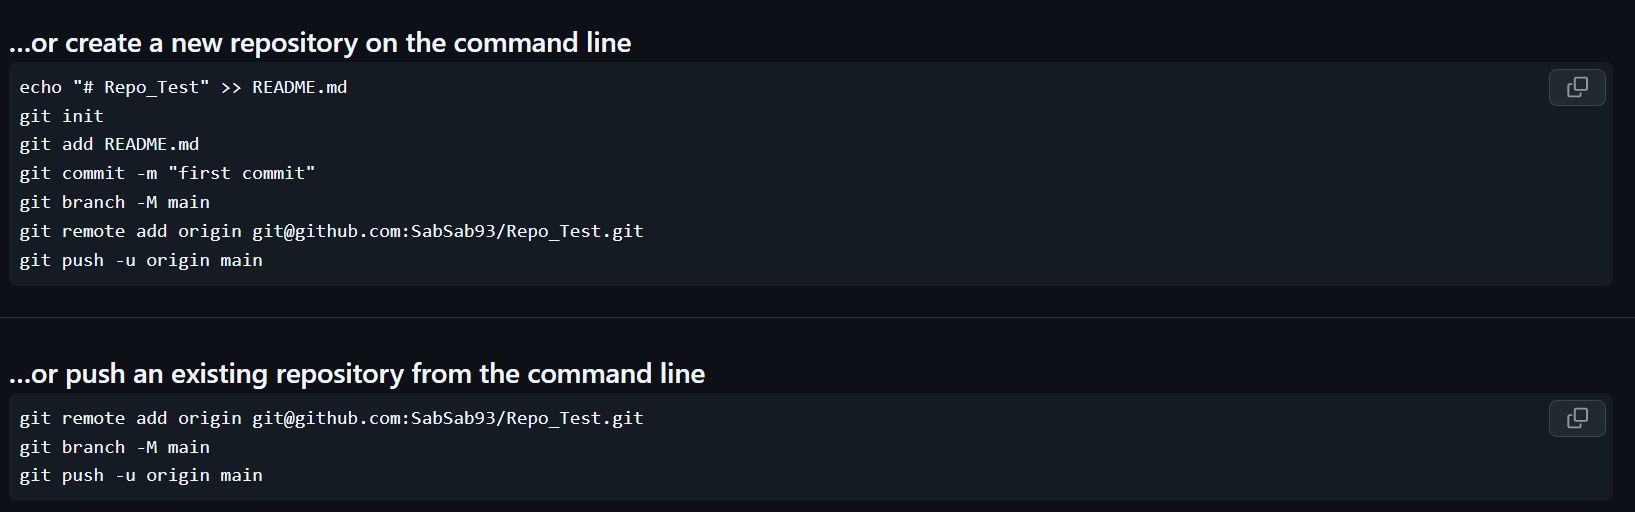 ...or create a new repository on the command line
echo "# Repo_Test" >> README.md
git init
git add README.md
git commit -m "first commit"
git branch -M main
git remote add origin git@github.com:SabSab93/Repo_Test.git
git push -u origin main
...or push an existing repository from the command line
git remote add origin git@github.com:SabSab93/Repo_Test.git
git branch -M main
git push -u origin main